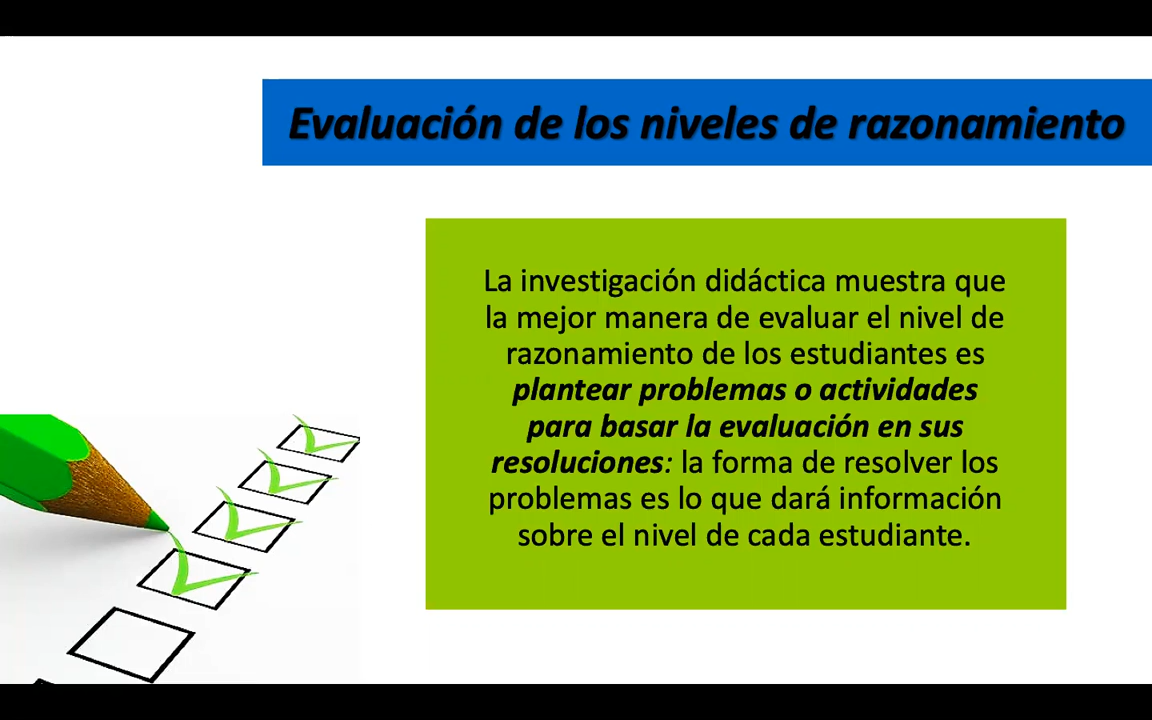 Evaluación de los niveles de razonamiento
La investigación didáctica muestra que
la mejor manera de evaluar el nivel de
razonamiento de los estudiantes es
plantear problemas o actividades
para basar la evaluación en sus
resoluciones: la forma de resolver los
problemas es lo que dará información
sobre el nivel de cada estudiante.